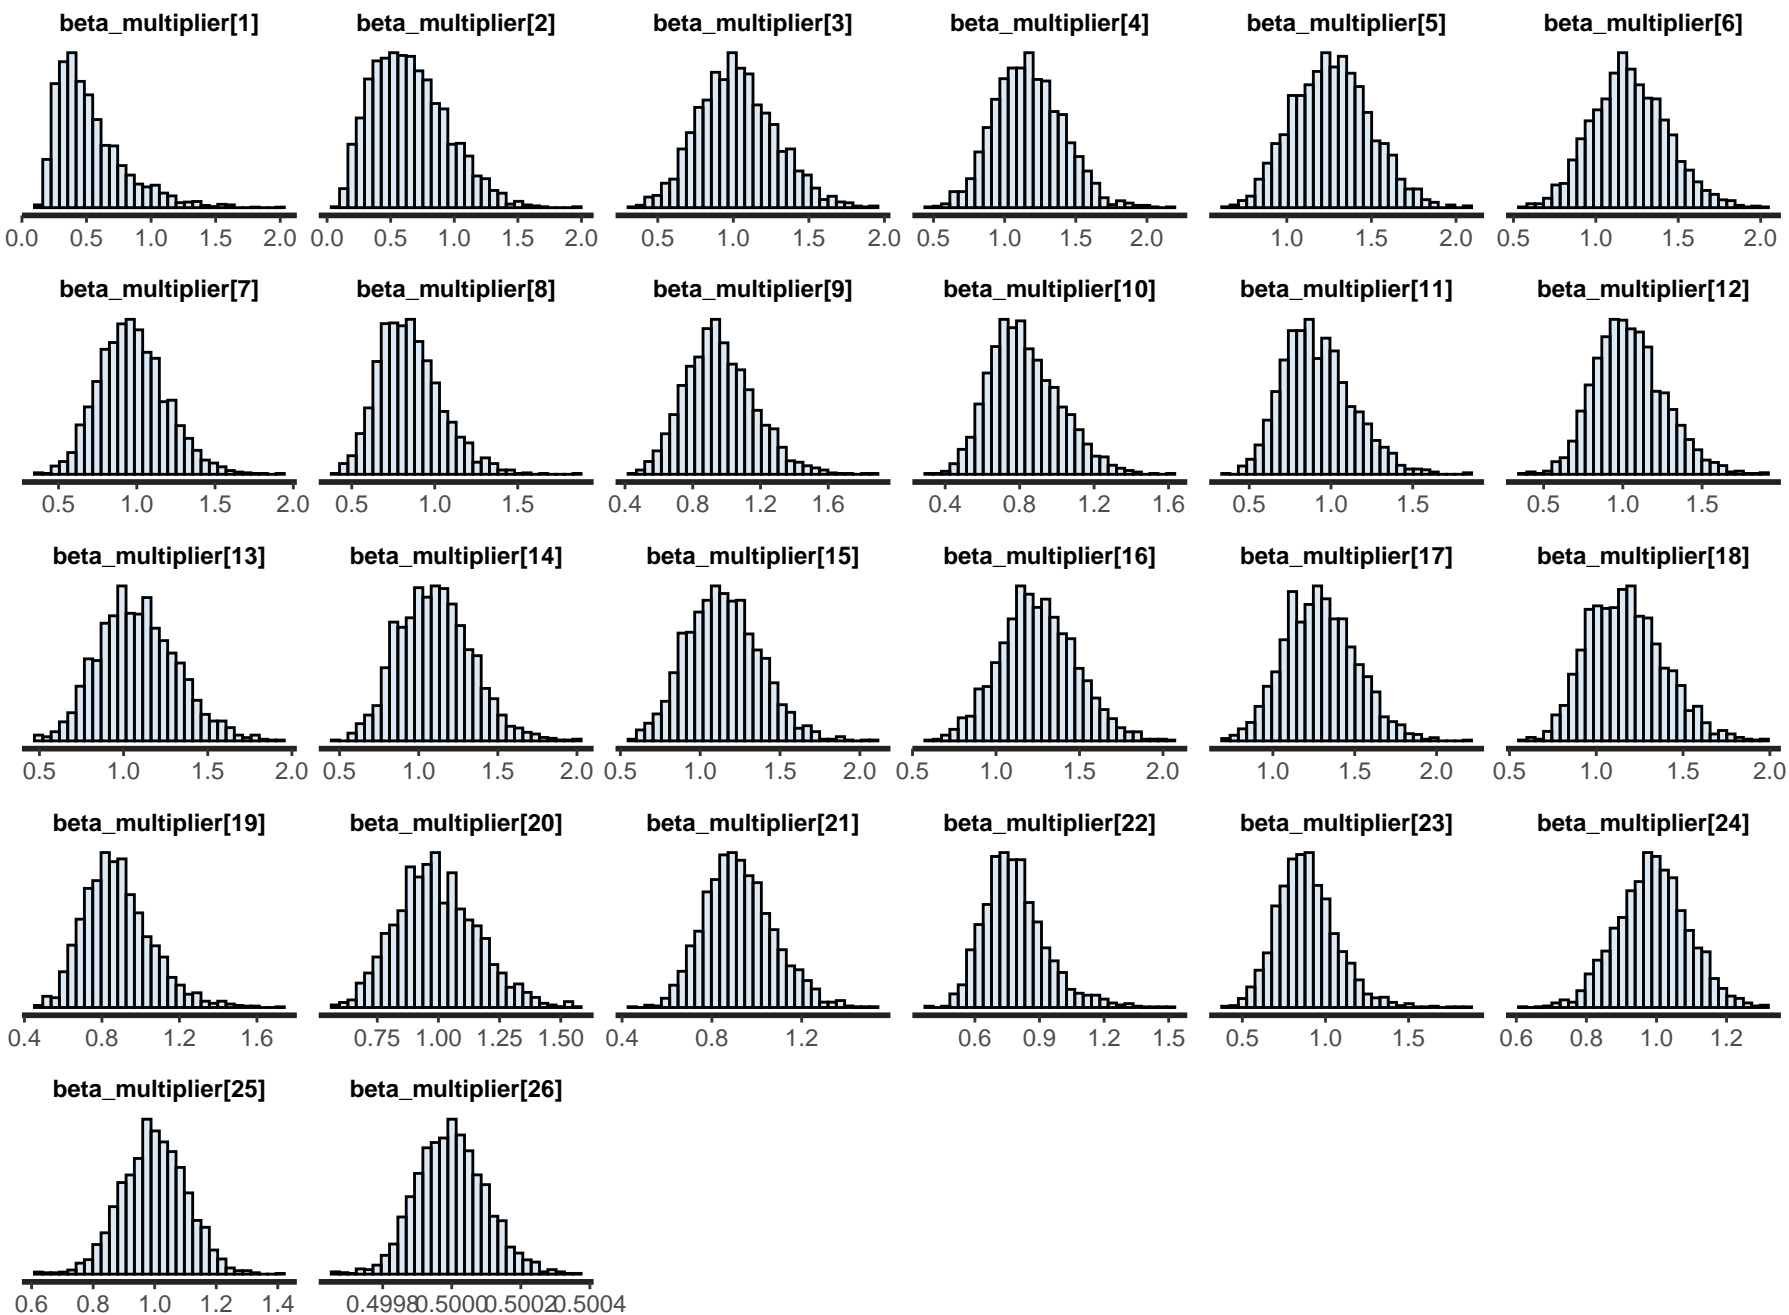 beta_multiplier[1] beta_multiplier[2] beta_multiplier[3] beta_multiplier[4] beta_multiplier[5] beta_multiplier[6]
0.0 0.5 1.0 1.5 2.0 0.0 0.5 1.0 1.5 2.0 0.5 1.0 1.5 2.0 0.5 1.0 1.5 2.0 1.0 1.5 2.0 0.5 1.0 1.5 2.0
beta_multiplier[7] beta_multiplier[8] beta_multiplier[9] beta_multiplier[10] beta_multiplier[11] beta_multiplier[12]
0.5 1.0 1.5 2.0 0.5 1.0 1.5 0.4 0.8 1.2 1.6 0.4 0.8 1.2 1.6 0.5 1.0 1.5 0.5 1.0 1.5
beta_multiplier[13] beta_multiplier[14] beta_multiplier[15] beta_multiplier[16] beta_multiplier[17] beta_multiplier[18]
0.5 1.0 1.5 2.0 0.5 1.0 1.5 2.0 0.5 1.0 1.5 2.0 0.5 1.0 1.5 2.0 1.0 1.5 2.0 0.5 1.0 1.5 2.0
beta_multiplier[19] beta_multiplier[20] beta_multiplier[21] beta_multiplier[22] beta_multiplier[23] beta_multiplier[24]
0.4 0.8 1.2 1.6 0.75 1.00 1.25 1.50 0.4 0.8 1.2 0.6 0.9 1.2 1.5 0.5 1.0 1.5 0.6 0.8 1.0 1.2
beta_multiplier[25] beta_multiplier[26]
0.6 0.8 1.0 1.2 1.4 0.4998 0.5000 0.5002 0.5004